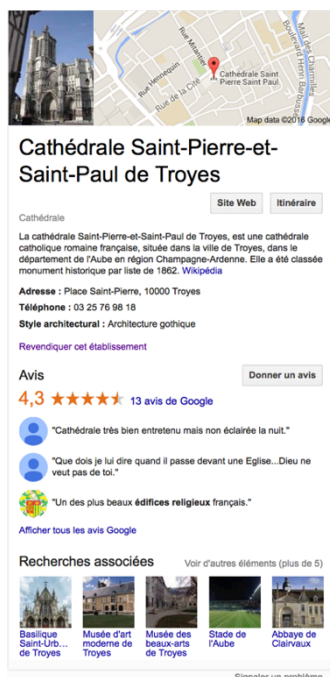 Rue Mitantier
Rue Hennequin
Rue de la Cité
Mail des Charmilles
Boulevard Henri Barbusse
Cathédrale Saint
Pierre Saint Paul
Map data ©2016 Google
Cathédrale Saint-Pierre-et-
Saint-Paul de Troyes
Site Web
Itinéraire
Cathédrale
La cathédrale Saint-Pierre-et-Saint-Paul de Troyes, est une cathédrale
catholique romaine française, située dans la ville de Troyes, dans le
département de l'Aube en région Champagne-Ardenne. Elle a été classée
monument historique par liste de 1862. Wikipédia
Adresse : Place Saint-Pierre, 10000 Troyes
Téléphone : 03 25 76 98 18
Style architectural : Architecture gothique
Revendiquer cet établissement
Avis
Donner un avis
4,3 13 avis de Google
"Cathédrale très bien entretenu mais non éclairée la nuit."
"Que dois je lui dire quand il passe devant une Eglise...Dieu ne
veut pas de toi."
"Un des plus beaux édifices religieux français."
Afficher tous les avis Google
Recherches associées
Voir d'autres éléments (plus de 5)
Basilique
Saint-Urb...
de Troyes
Musée d'art
moderne de
Troyes
Musée des
beaux-arts
de Troyes
Stade de
l'Aube
Abbaye de
Clairvaux
Signaler un problème